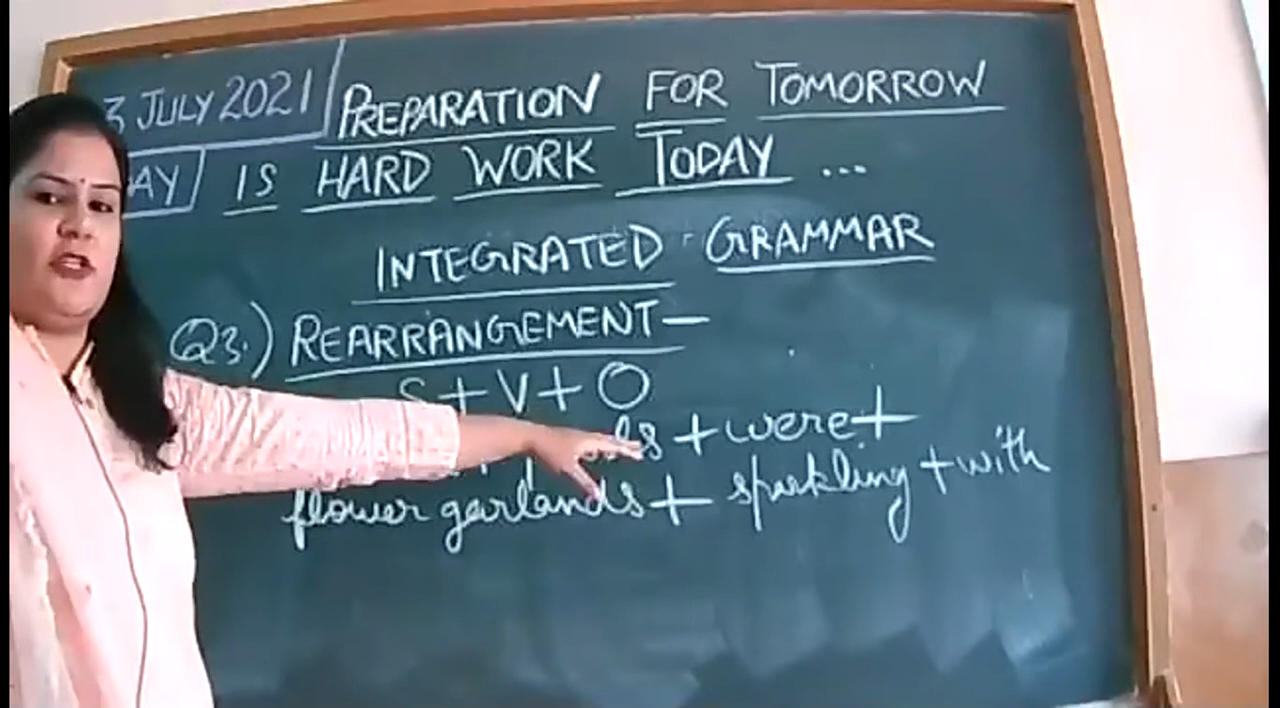 3 JULY 2021 PREPARATION FOR TOMORROW
AY IS HARD WORK TODAY ...
INTEGRATED GRAMMAR
Q3.) REARRANGEMENT –
S + V + O
+ were +
flower garlands + sparkling + with